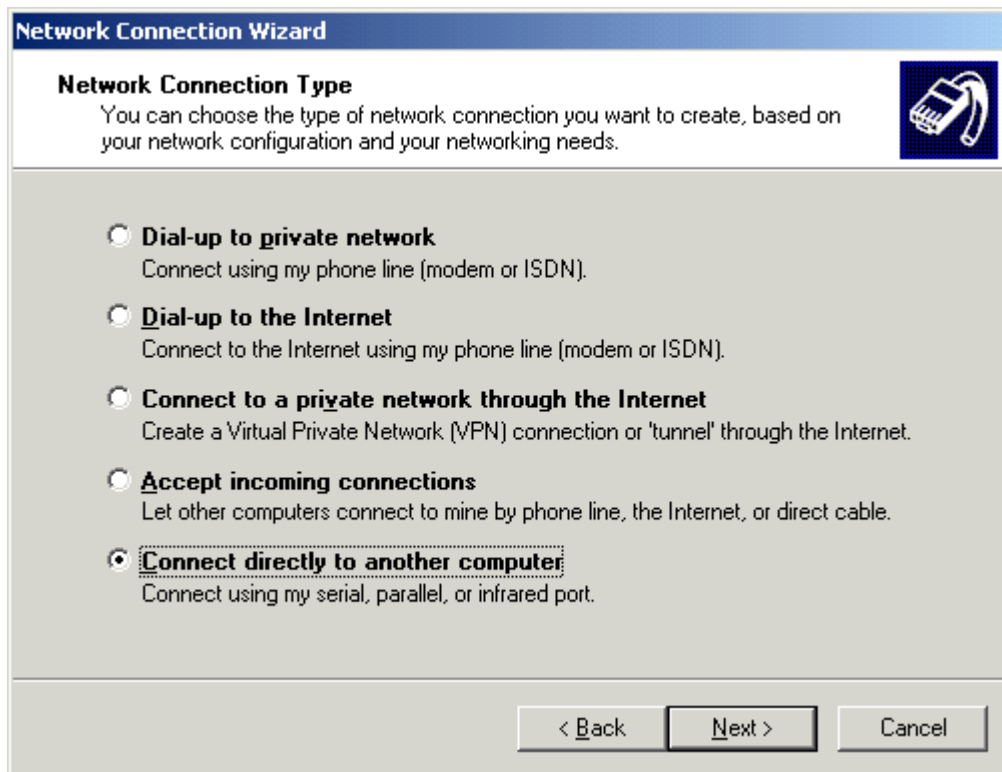 Network Connection Wizard
Network Connection Type
You can choose the type of network connection you want to create, based on
your network configuration and your networking needs.
Dial-up to private network
Connect using my phone line (modem or ISDN).
Dial-up to the Internet
Connect to the Internet using my phone line (modem or ISDN).
Connect to a private network through the Internet
Create a Virtual Private Network (VPN) connection or 'tunnel' through the Internet.
Accept incoming connections
Let other computers connect to mine by phone line, the Internet, or direct cable.
Connect directly to another computer
Connect using my serial, parallel, or infrared port.
< Back Next > Cancel